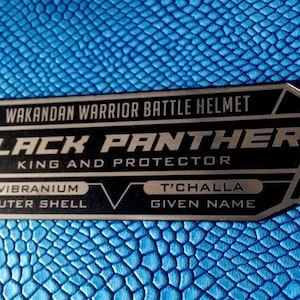 WAKANDAN WARRIOR BATTLE HELMET
LACK PANTHER
KING AND PROTECTOR
VIBRANIUM T'CHALLA
UTER SHELL GIVEN NAME